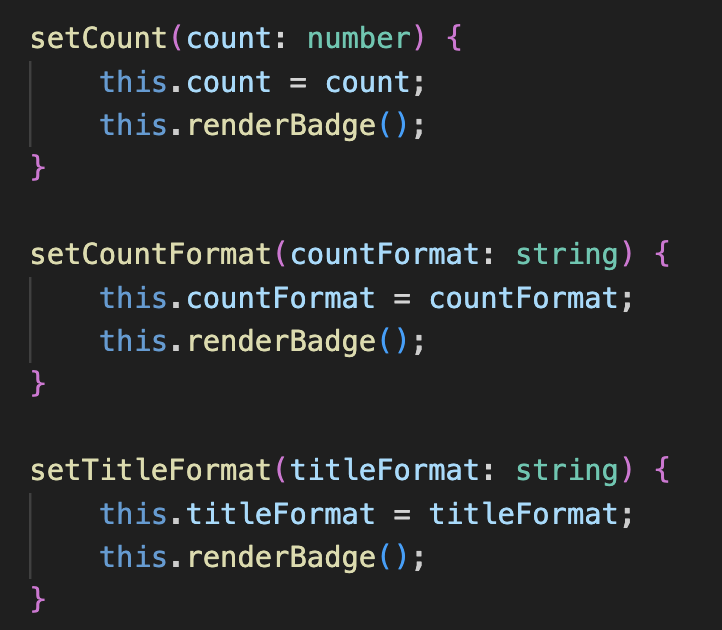 setCount(count: number) {
    this.count = count;
    this.renderBadge();
}

setCountFormat(countFormat: string) {
    this.countFormat = countFormat;
    this.renderBadge();
}

setTitleFormat(titleFormat: string) {
    this.titleFormat = titleFormat;
    this.renderBadge();
}